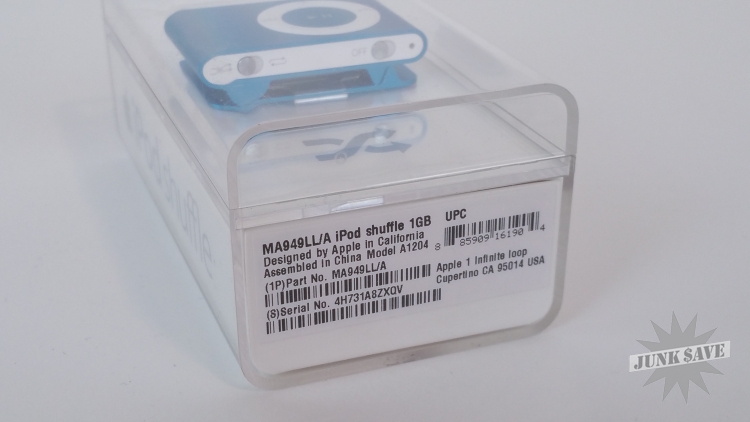 OFF
MA949LL/A iPod shuffle 1GB
Designed by Apple in California
Assembled in China Model A1204
(1P)Part No. MA949LL/A
(S)Serial No. 4H731A8ZXQV
UPC
8 85909 16190 4
Apple 1 Infinite loop
Cupertino CA 95014 USA
JUNK $AVE